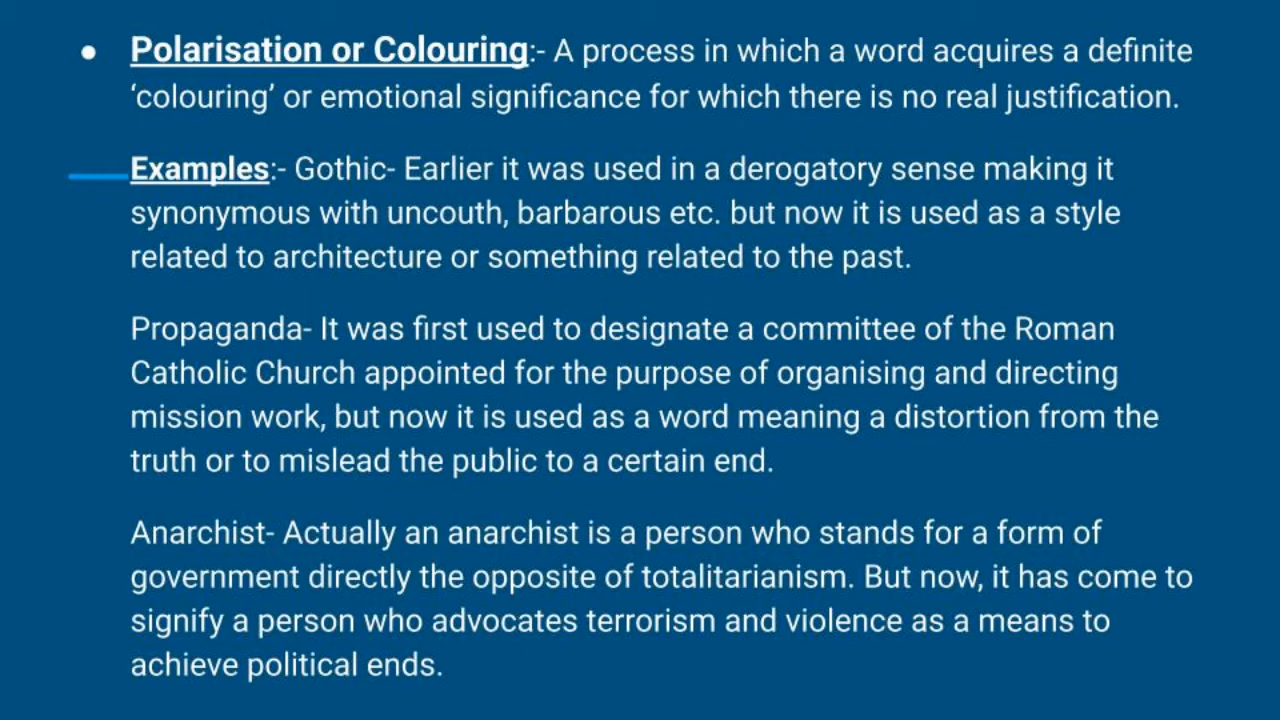 ● Polarisation or Colouring:- A process in which a word acquires a definite
‘colouring’ or emotional significance for which there is no real justification.
Examples:- Gothic- Earlier it was used in a derogatory sense making it
synonymous with uncouth, barbarous etc. but now it is used as a style
related to architecture or something related to the past.
Propaganda- It was first used to designate a committee of the Roman
Catholic Church appointed for the purpose of organising and directing
mission work, but now it is used as a word meaning a distortion from the
truth or to mislead the public to a certain end.
Anarchist- Actually an anarchist is a person who stands for a form of
government directly the opposite of totalitarianism. But now, it has come to
signify a person who advocates terrorism and violence as a means to
achieve political ends.